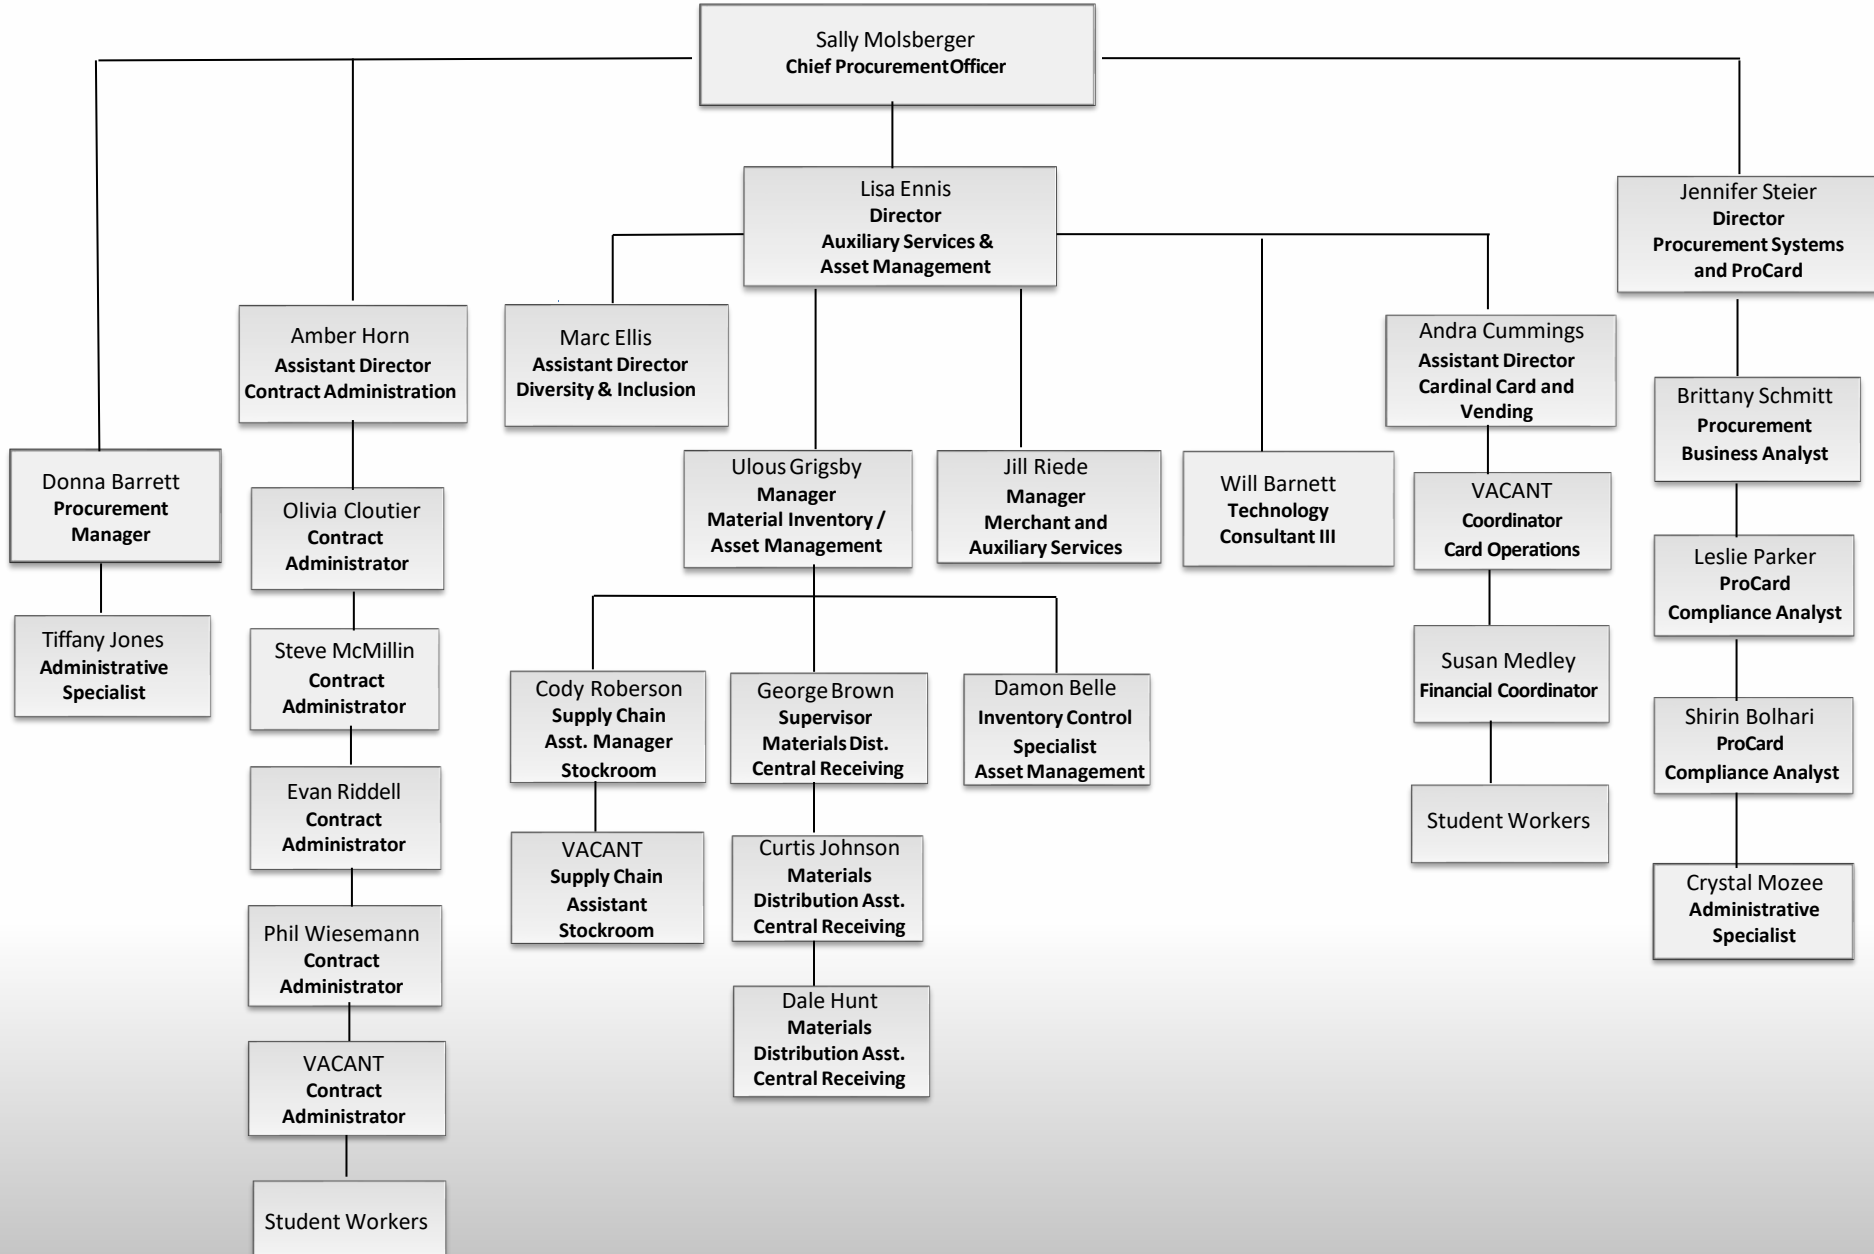 Sally Molsberger
Chief Procurement Officer
Lisa Ennis
Director
Auxiliary Services &
Asset Management
Jennifer Steier
Director
Procurement Systems
and ProCard
Amber Horn
Assistant Director
Contract Administration
Marc Ellis
Assistant Director
Diversity & Inclusion
Andra Cummings
Assistant Director
Cardinal Card and
Vending
Brittany Schmitt
Procurement
Business Analyst
Donna Barrett
Procurement
Manager
Olivia Cloutier
Contract
Administrator
Ulous Grigsby
Manager
Material Inventory /
Asset Management
Jill Riede
Manager
Merchant and
Auxiliary Services
Will Barnett
Technology
Consultant III
VACANT
Coordinator
Card Operations
Leslie Parker
ProCard
Compliance Analyst
Tiffany Jones
Administrative
Specialist
Steve McMillin
Contract
Administrator
Cody Roberson
Supply Chain
Asst. Manager
Stockroom
George Brown
Supervisor
Materials Dist.
Central Receiving
Damon Belle
Inventory Control
Specialist
Asset Management
Susan Medley
Financial Coordinator
Shirin Bolhari
ProCard
Compliance Analyst
Evan Riddell
Contract
Administrator
VACANT
Supply Chain
Assistant
Stockroom
Curtis Johnson
Materials
Distribution Asst.
Central Receiving
Student Workers
Crystal Mozee
Administrative
Specialist
Phil Wiesemann
Contract
Administrator
Dale Hunt
Materials
Distribution Asst.
Central Receiving
VACANT
Contract
Administrator
Student Workers